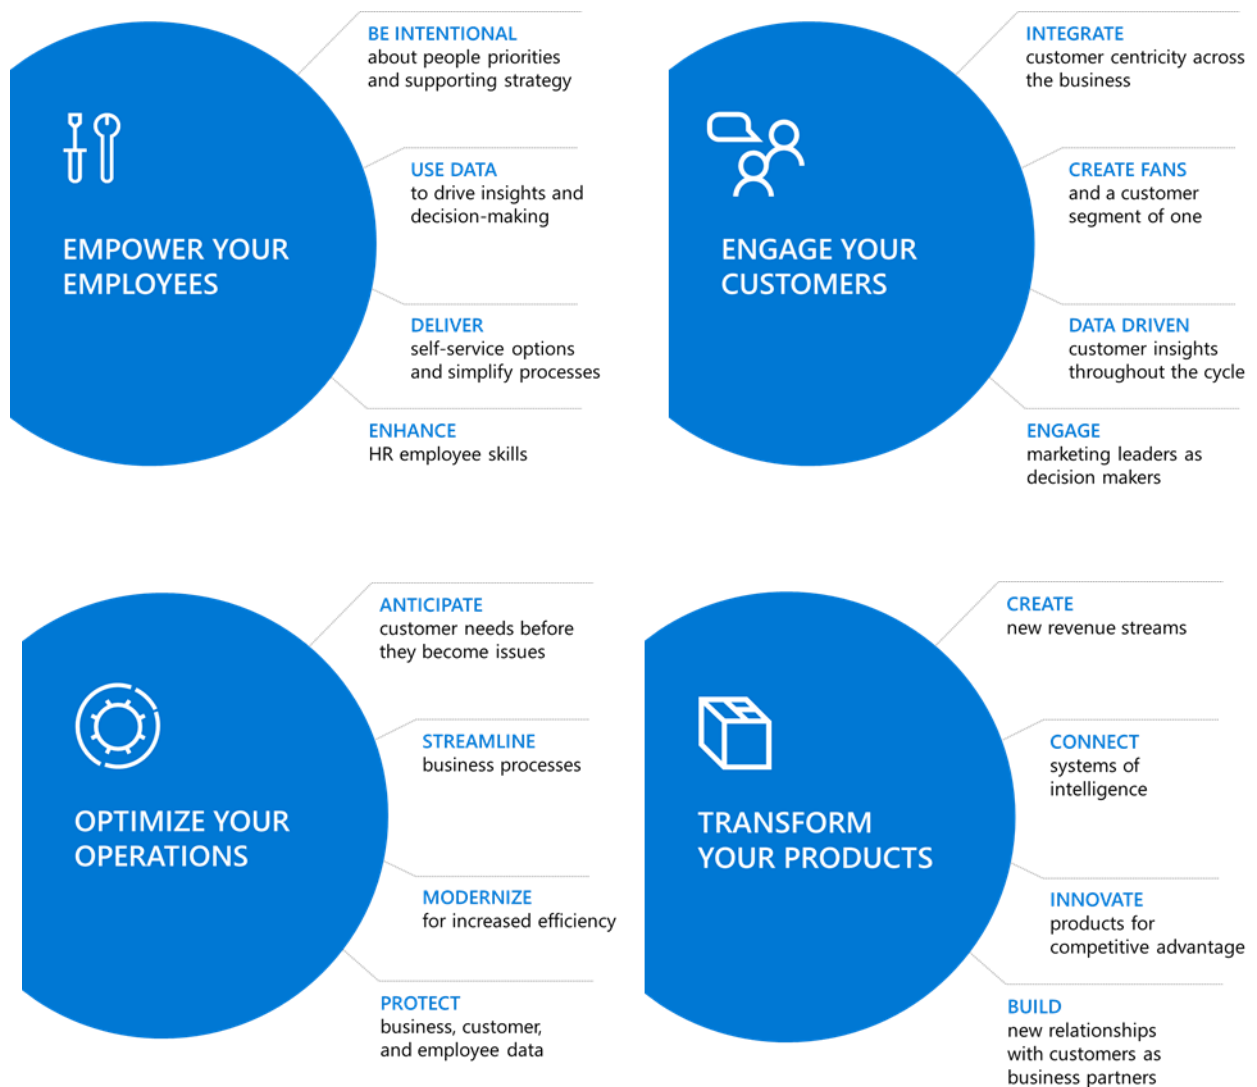 EMPOWER YOUR
EMPLOYEES
BE INTENTIONAL
about people priorities
and supporting strategy
USE DATA
to drive insights and
decision-making
DELIVER
self-service options
and simplify processes
ENHANCE
HR employee skills
ENGAGE YOUR
CUSTOMERS
INTEGRATE
customer centricity across
the business
CREATE FANS
and a customer
segment of one
DATA DRIVEN
customer insights
throughout the cycle
ENGAGE
marketing leaders as
decision makers
OPTIMIZE YOUR
OPERATIONS
ANTICIPATE
customer needs before
they become issues
STREAMLINE
business processes
MODERNIZE
for increased efficiency
PROTECT
business, customer,
and employee data
TRANSFORM
YOUR PRODUCTS
CREATE
new revenue streams
CONNECT
systems of
intelligence
INNOVATE
products for
competitive advantage
BUILD
new relationships
with customers as
business partners